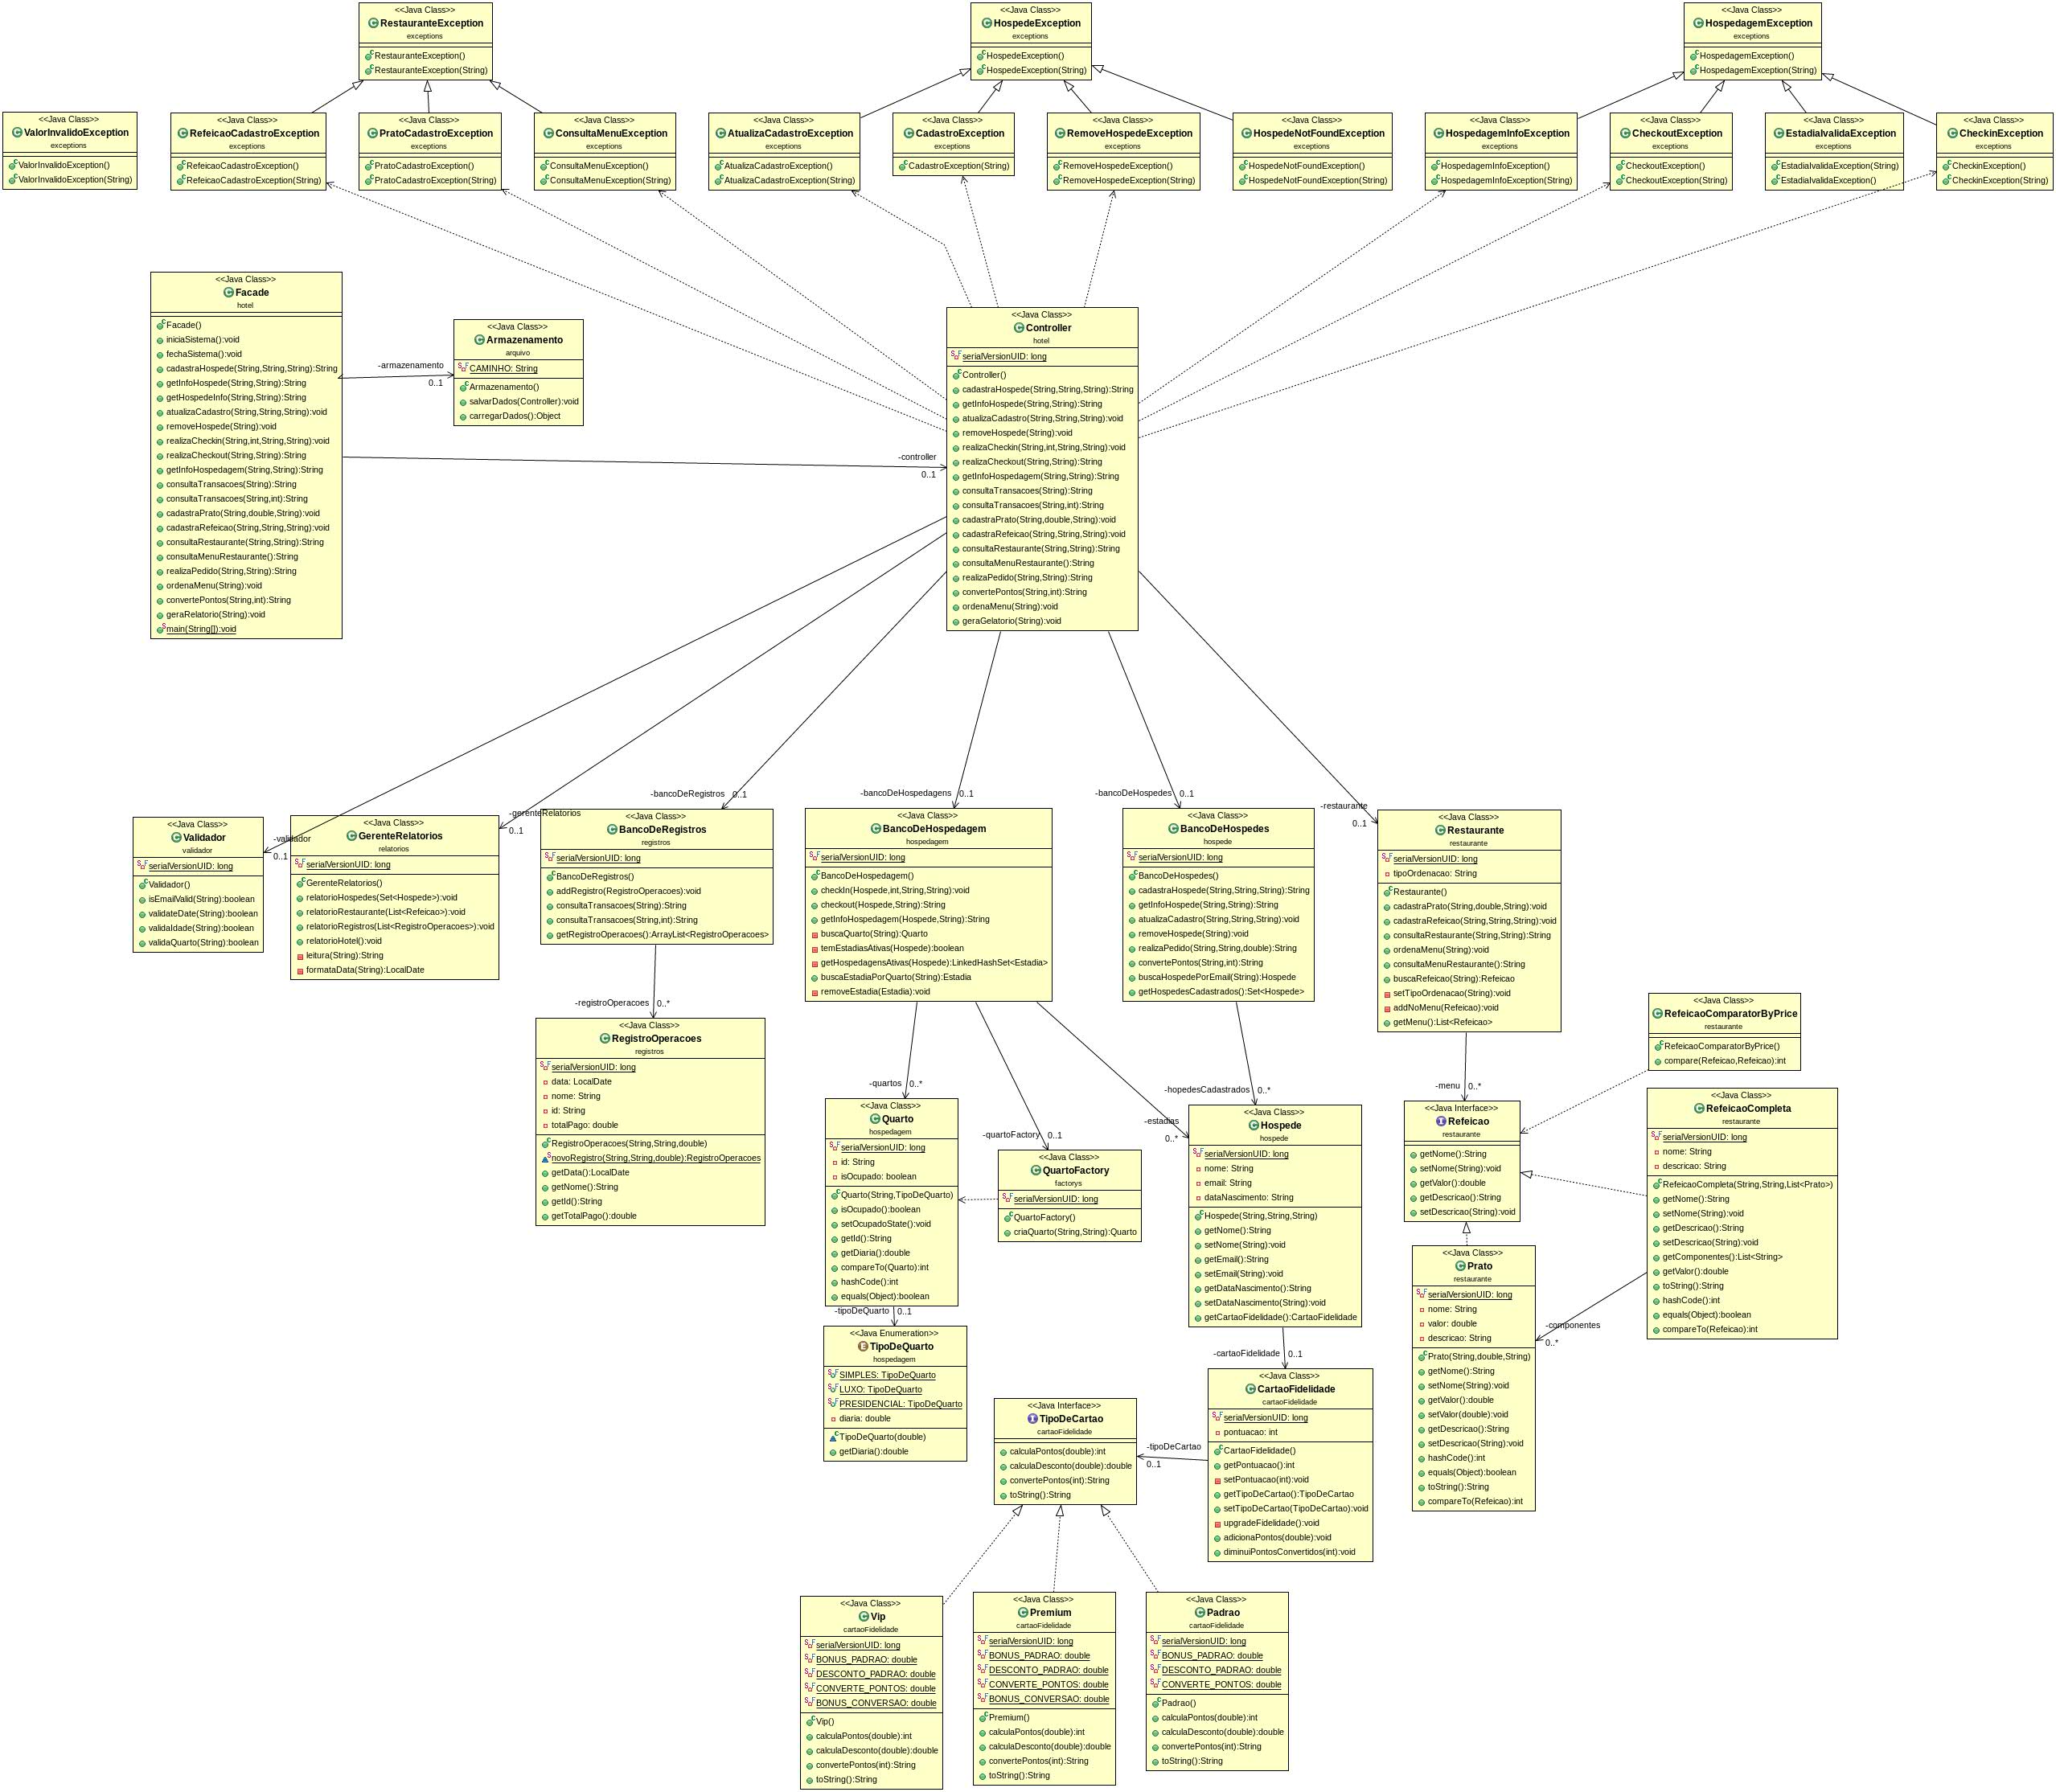 <<Java Class>>
RestauranteException
exceptions
RestauranteException()
RestauranteException(String)
<<Java Class>>
HospedeException
exceptions
HospedeException()
HospedeException(String)
<<Java Class>>
HospedagemException
exceptions
HospedagemException()
HospedagemException(String)
<<Java Class>>
ValorInvalidoException
exceptions
ValorInvalidoException()
ValorInvalidoException(String)
<<Java Class>>
RefeicaoCadastroException
exceptions
RefeicaoCadastroException()
RefeicaoCadastroException(String)
<<Java Class>>
PratoCadastroException
exceptions
PratoCadastroException()
PratoCadastroException(String)
<<Java Class>>
ConsultaMenuException
exceptions
ConsultaMenuException()
ConsultaMenuException(String)
<<Java Class>>
AtualizaCadastroException
exceptions
AtualizaCadastroException()
AtualizaCadastroException(String)
<<Java Class>>
CadastroException
exceptions
CadastroException(String)
<<Java Class>>
RemoveHospedeException
exceptions
RemoveHospedeException()
RemoveHospedeException(String)
<<Java Class>>
HospedeNotFoundException
exceptions
HospedeNotFoundException()
HospedeNotFoundException(String)
<<Java Class>>
HospedagemInfoException
exceptions
HospedagemInfoException()
HospedagemInfoException(String)
<<Java Class>>
CheckoutException
exceptions
CheckoutException()
CheckoutException(String)
<<Java Class>>
EstadiaIvalidaException
exceptions
EstadiaIvalidaException(String)
EstadiaIvalidaException()
<<Java Class>>
CheckinException
exceptions
CheckinException()
CheckinException(String)
<<Java Class>>
Facade
hotel
Facade()
iniciaSistema():void
fechaSistema():void
cadastraHospede(String,String,String):String
getInfoHospede(String,String):String
getHospedeInfo(String,String):String
atualizaCadastro(String,String,String):void
removeHospede(String):void
realizaCheckin(String,int,String,String):void
realizaCheckout(String,String):String
getInfoHospedagem(String,String):String
consultaTransacoes(String):String
consultaTransacoes(String,int):String
cadastraPrato(String,double,String):void
cadastraRefeicao(String,String,String):void
consultaRestaurante(String,String):String
consultaMenuRestaurante():String
realizaPedido(String,String):String
ordenaMenu(String):void
convertePontos(String,int):String
geraRelatorio(String):void
main(String[]):void
-armazenamento
0..1
<<Java Class>>
Armazenamento
arquivo
CAMINHO: String
Armazenamento()
salvarDados(Controller):void
carregarDados():Object
-controller
0..1
<<Java Class>>
Controller
hotel
serialVersionUID: long
Controller()
cadastraHospede(String,String,String):String
getInfoHospede(String,String):String
atualizaCadastro(String,String,String):void
removeHospede(String):void
realizaCheckin(String,int,String,String):void
realizaCheckout(String,String):String
getInfoHospedagem(String,String):String
consultaTransacoes(String):String
consultaTransacoes(String,int):String
cadastraPrato(String,double,String):void
cadastraRefeicao(String,String,String):void
consultaRestaurante(String,String):String
consultaMenuRestaurante():String
realizaPedido(String,String):String
convertePontos(String,int):String
ordenaMenu(String):void
geraGelatorio(String):void
-validador
0..1
<<Java Class>>
Validador
validador
serialVersionUID: long
Validador()
isEmailValid(String):boolean
validateDate(String):boolean
validaIdade(String):boolean
validaQuarto(String):boolean
-gerenteRelatorios
0..1
<<Java Class>>
GerenteRelatorios
relatorios
serialVersionUID: long
GerenteRelatorios()
relatorioHospedes(Set<Hospede>):void
relatorioRestaurante(List<Refeicao>):void
relatorioRegistros(List<RegistroOperacoes>):void
relatorioHotel():void
leitura(String):String
formataData(String):LocalDate
-bancoDeRegistros
0..1
<<Java Class>>
BancoDeRegistros
registros
serialVersionUID: long
BancoDeRegistros()
addRegistro(RegistroOperacoes):void
consultaTransacoes(String):String
consultaTransacoes(String,int):String
getRegistroOperacoes():ArrayList<RegistroOperacoes>
-bancoDeHospedagens
0..1
<<Java Class>>
BancoDeHospedagem
hospedagem
serialVersionUID: long
BancoDeHospedagem()
checkIn(Hospede,int,String,String):void
checkout(Hospede,String):String
getInfoHospedagem(Hospede,String):String
buscaQuarto(String):Quarto
temEstadiasAtivas(Hospede):boolean
getHospedagensAtivas(Hospede):LinkedHashSet<Estadia>
buscaEstadiaPorQuarto(String):Estadia
removeEstadia(Estadia):void
-bancoDeHospedes
0..1
<<Java Class>>
BancoDeHospedes
hospede
serialVersionUID: long
BancoDeHospedes()
cadastraHospede(String,String,String):String
getInfoHospede(String,String):String
atualizaCadastro(String,String,String):void
removeHospede(String):void
realizaPedido(String,String,double):String
convertePontos(String,int):String
buscaHospedePorEmail(String):Hospede
getHospedesCadastrados():Set<Hospede>
-restaurante
0..1
<<Java Class>>
Restaurante
restaurante
serialVersionUID: long
tipoOrdenacao: String
Restaurante()
cadastraPrato(String,double,String):void
cadastraRefeicao(String,String,String):void
consultaRestaurante(String,String):String
ordenaMenu(String):void
consultaMenuRestaurante():String
buscaRefeicao(String):Refeicao
setTipoOrdenacao(String):void
addNoMenu(Refeicao):void
getMenu():List<Refeicao>
-registroOperacoes
0..*
<<Java Class>>
RegistroOperacoes
registros
serialVersionUID: long
data: LocalDate
nome: String
id: String
totalPago: double
RegistroOperacoes(String,String,double)
novoRegistro(String,String,double):RegistroOperacoes
getData():LocalDate
getNome():String
getId():String
getTotalPago():double
-quartos
0..*
<<Java Class>>
Quarto
hospedagem
serialVersionUID: long
id: String
isOcupado: boolean
Quarto(String,TipoDeQuarto)
isOcupado():boolean
setOcupadoState():void
getId():String
getDiaria():double
compareTo(Quarto):int
hashCode():int
equals(Object):boolean
-quartoFactory
0..1
<<Java Class>>
QuartoFactory
factorys
serialVersionUID: long
QuartoFactory()
criaQuarto(String,String):Quarto
-estadias
0..*
-hopedesCadastrados
0..*
<<Java Class>>
Hospede
hospede
serialVersionUID: long
nome: String
email: String
dataNascimento: String
Hospede(String,String,String)
getNome():String
setNome(String):void
getEmail():String
setEmail(String):void
getDataNascimento():String
setDataNascimento(String):void
getCartaoFidelidade():CartaoFidelidade
-menu
0..*
<<Java Interface>>
Refeicao
restaurante
getNome():String
setNome(String):void
getValor():double
getDescricao():String
setDescricao(String):void
<<Java Class>>
RefeicaoComparatorByPrice
restaurante
RefeicaoComparatorByPrice()
compare(Refeicao,Refeicao):int
<<Java Class>>
RefeicaoCompleta
restaurante
serialVersionUID: long
nome: String
descricao: String
RefeicaoCompleta(String,String,List<Prato>)
getNome():String
setNome(String):void
getDescricao():String
setDescricao(String):void
getComponentes():List<String>
getValor():double
toString():String
hashCode():int
equals(Object):boolean
compareTo(Refeicao):int
-componentes
0..*
<<Java Class>>
Prato
restaurante
serialVersionUID: long
nome: String
valor: double
descricao: String
Prato(String,double,String)
getNome():String
setNome(String):void
getValor():double
setValor(double):void
getDescricao():String
setDescricao(String):void
hashCode():int
equals(Object):boolean
toString():String
compareTo(Refeicao):int
-tipoDeQuarto
0..1
<<Java Enumeration>>
TipoDeQuarto
hospedagem
SIMPLES: TipoDeQuarto
LUXO: TipoDeQuarto
PRESIDENCIAL: TipoDeQuarto
diaria: double
TipoDeQuarto(double)
getDiaria():double
-cartaoFidelidade
0..1
<<Java Class>>
CartaoFidelidade
cartaoFidelidade
serialVersionUID: long
pontuacao: int
CartaoFidelidade()
getPontuacao():int
setPontuacao(int):void
getTipoDeCartao():TipoDeCartao
setTipoDeCartao(TipoDeCartao):void
upgradeFidelidade():void
adicionaPontos(double):void
diminuiPontosConvertidos(int):void
-tipoDeCartao
0..1
<<Java Interface>>
TipoDeCartao
cartaoFidelidade
calculaPontos(double):int
calculaDesconto(double):double
convertePontos(int):String
toString():String
<<Java Class>>
Vip
cartaoFidelidade
serialVersionUID: long
BONUS_PADRAO: double
DESCONTO_PADRAO: double
CONVERTE_PONTOS: double
BONUS_CONVERSAO: double
Vip()
calculaPontos(double):int
calculaDesconto(double):double
convertePontos(int):String
toString():String
<<Java Class>>
Premium
cartaoFidelidade
serialVersionUID: long
BONUS_PADRAO: double
DESCONTO_PADRAO: double
CONVERTE_PONTOS: double
BONUS_CONVERSAO: double
Premium()
calculaPontos(double):int
calculaDesconto(double):double
convertePontos(int):String
toString():String
<<Java Class>>
Padrao
cartaoFidelidade
serialVersionUID: long
BONUS_PADRAO: double
DESCONTO_PADRAO: double
CONVERTE_PONTOS: double
Padrao()
calculaPontos(double):int
calculaDesconto(double):double
convertePontos(int):String
toString():String